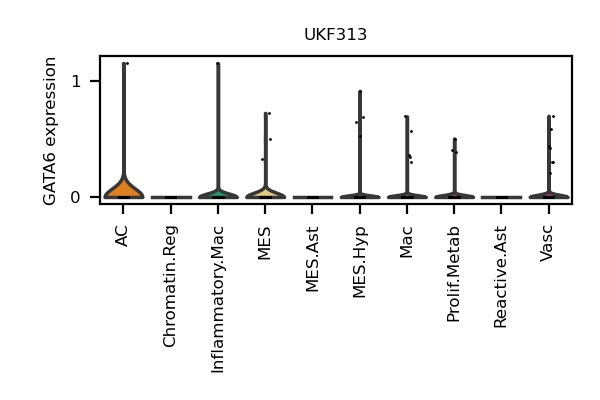 UKF313
GATA6 expression
1
0
AC
Chromatin.Reg
Inflammatory.Mac
MES
MES.Ast
MES.Hyp
Mac
Prolif.Metab
Reactive.Ast
Vasc